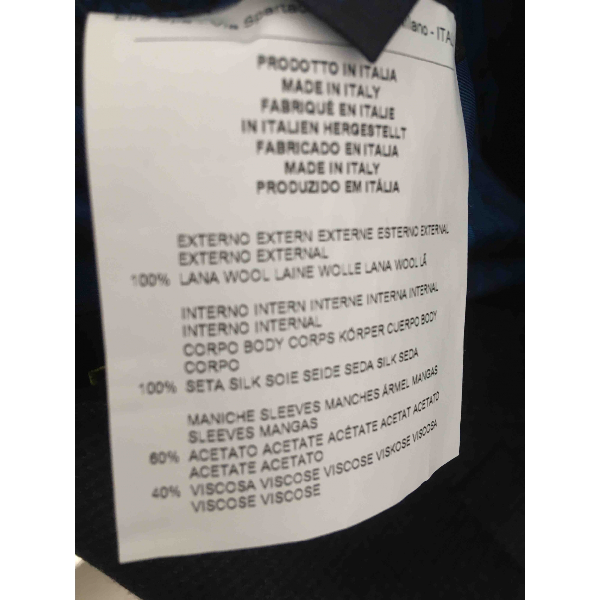 Via Sparta
Milano - ITA
PRODOTTO IN ITALIA
MADE IN ITALY
FABRIQUÉ EN ITALIE
IN ITALIEN HERGESTELLT
FABRICADO EN ITALIA
MADE IN ITALY
PRODUZIDO EM ITÁLIA
EXTERNO EXTERN EXTERNE ESTERNO EXTERNAL
EXTERNO EXTERNAL
100% LANA WOOL LAINE WOLLE LANA WOOL LÃ
INTERNO INTERN INTERNE INTERNA INTERNAL
INTERNO INTERNAL
CORPO BODY CORPS KÖRPER CUERPO BODY
CORPO
100% SETA SILK SOIE SEIDE SEDA SILK SEDA
MANICHE SLEEVES MANCHES ÄRMEL MANGAS
SLEEVES MANGAS
60% ACETATO ACETATE ACÉTATE ACETAT ACETATO
ACETATE ACETATO
40% VISCOSA VISCOSE VISCOSE VISKOSE VISCOSA
VISCOSE VISCOSE